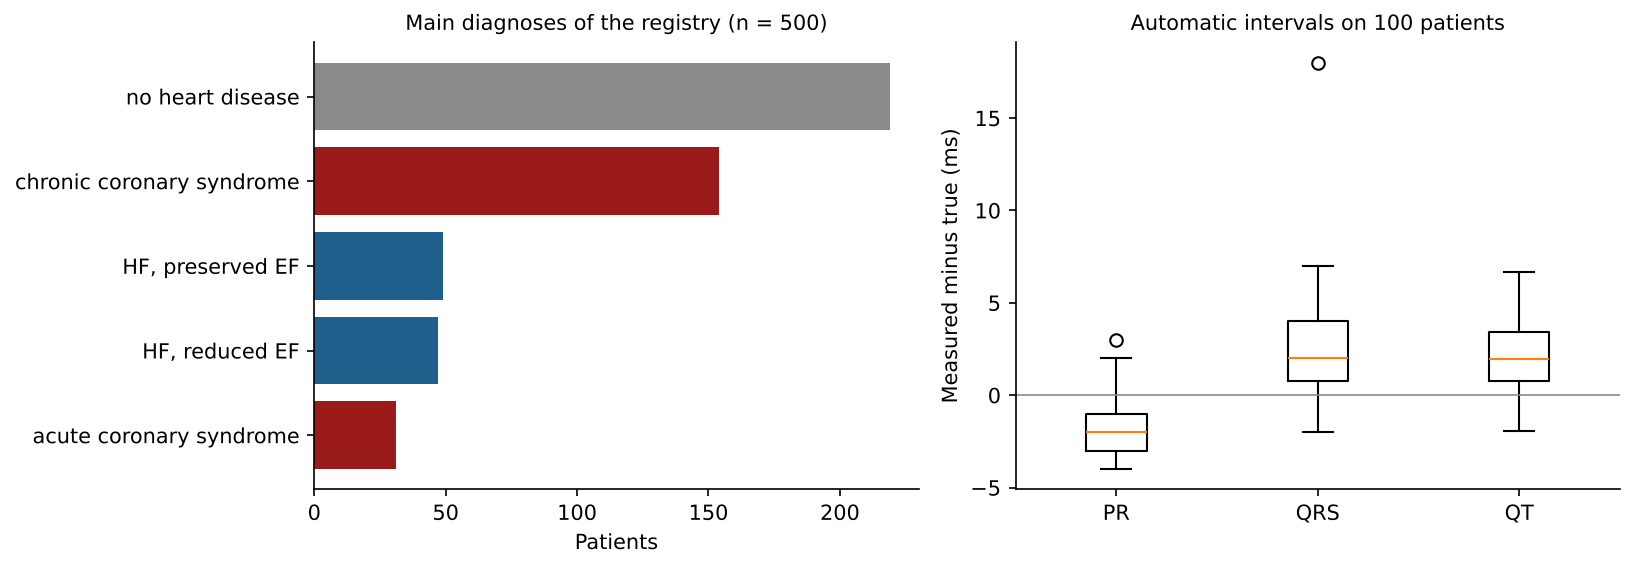 Main diagnoses of the registry (n = 500)
no heart disease
chronic coronary syndrome
HF, preserved EF
HF, reduced EF
acute coronary syndrome
0 50 100 150 200
Patients
Automatic intervals on 100 patients
Measured minus true (ms)
15
10
5
0
−5
PR QRS QT